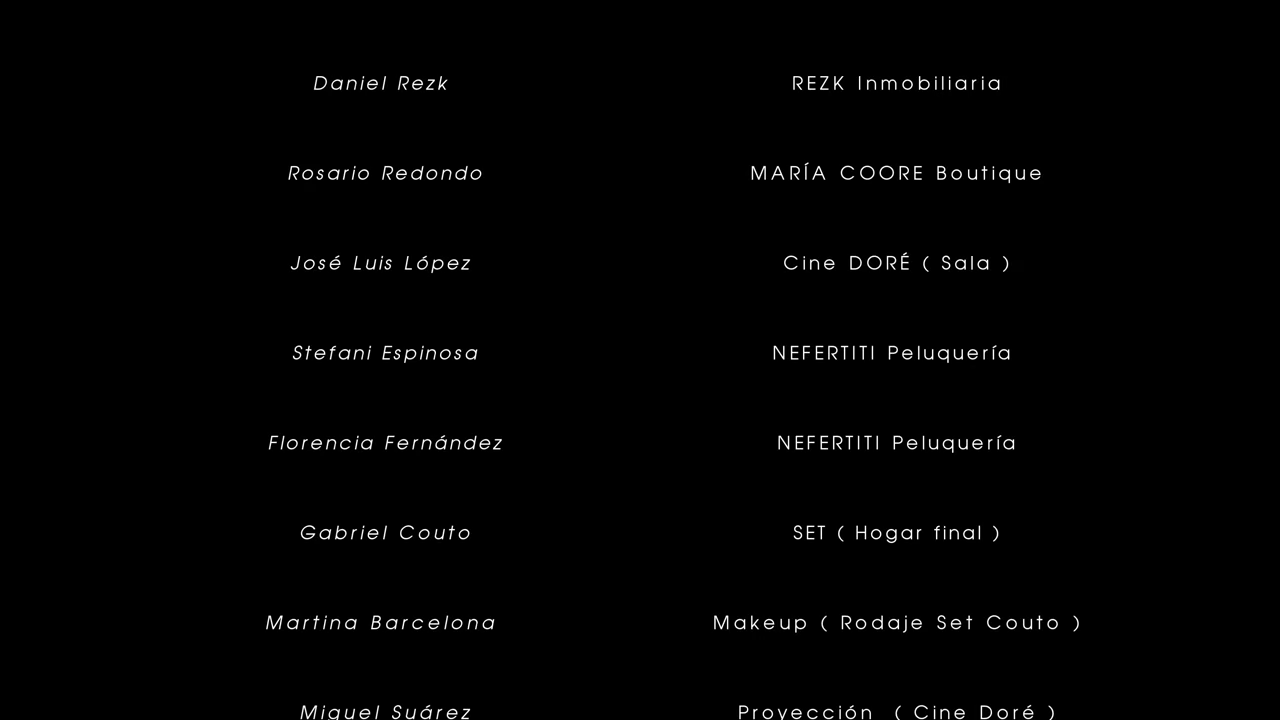 Daniel Rezk REZK Inmobiliaria
Rosario Redondo MARÍA COORE Boutique
José Luis López Cine DORÉ ( Sala )
Stefani Espinosa NEFERTITI Peluquería
Florencia Fernández NEFERTITI Peluquería
Gabriel Couto SET ( Hogar final )
Martina Barcelona Makeup ( Rodaje Set Couto )
Miguel Suárez Proyección ( Cine Doré )